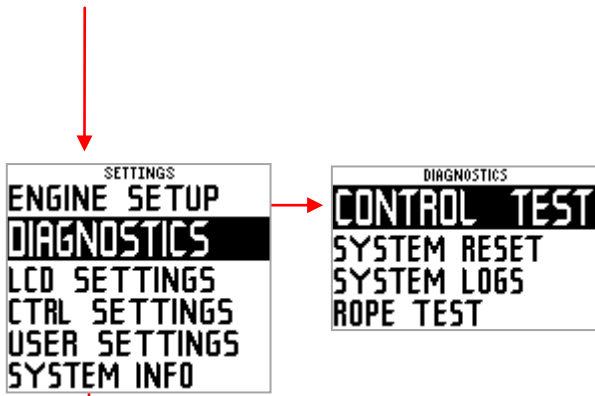 SETTINGS
ENGINE SETUP
DIAGNOSTICS
LCD SETTINGS
CTRL SETTINGS
USER SETTINGS
SYSTEM INFO
DIAGNOSTICS
CONTROL TEST
SYSTEM RESET
SYSTEM LOGS
ROPE TEST